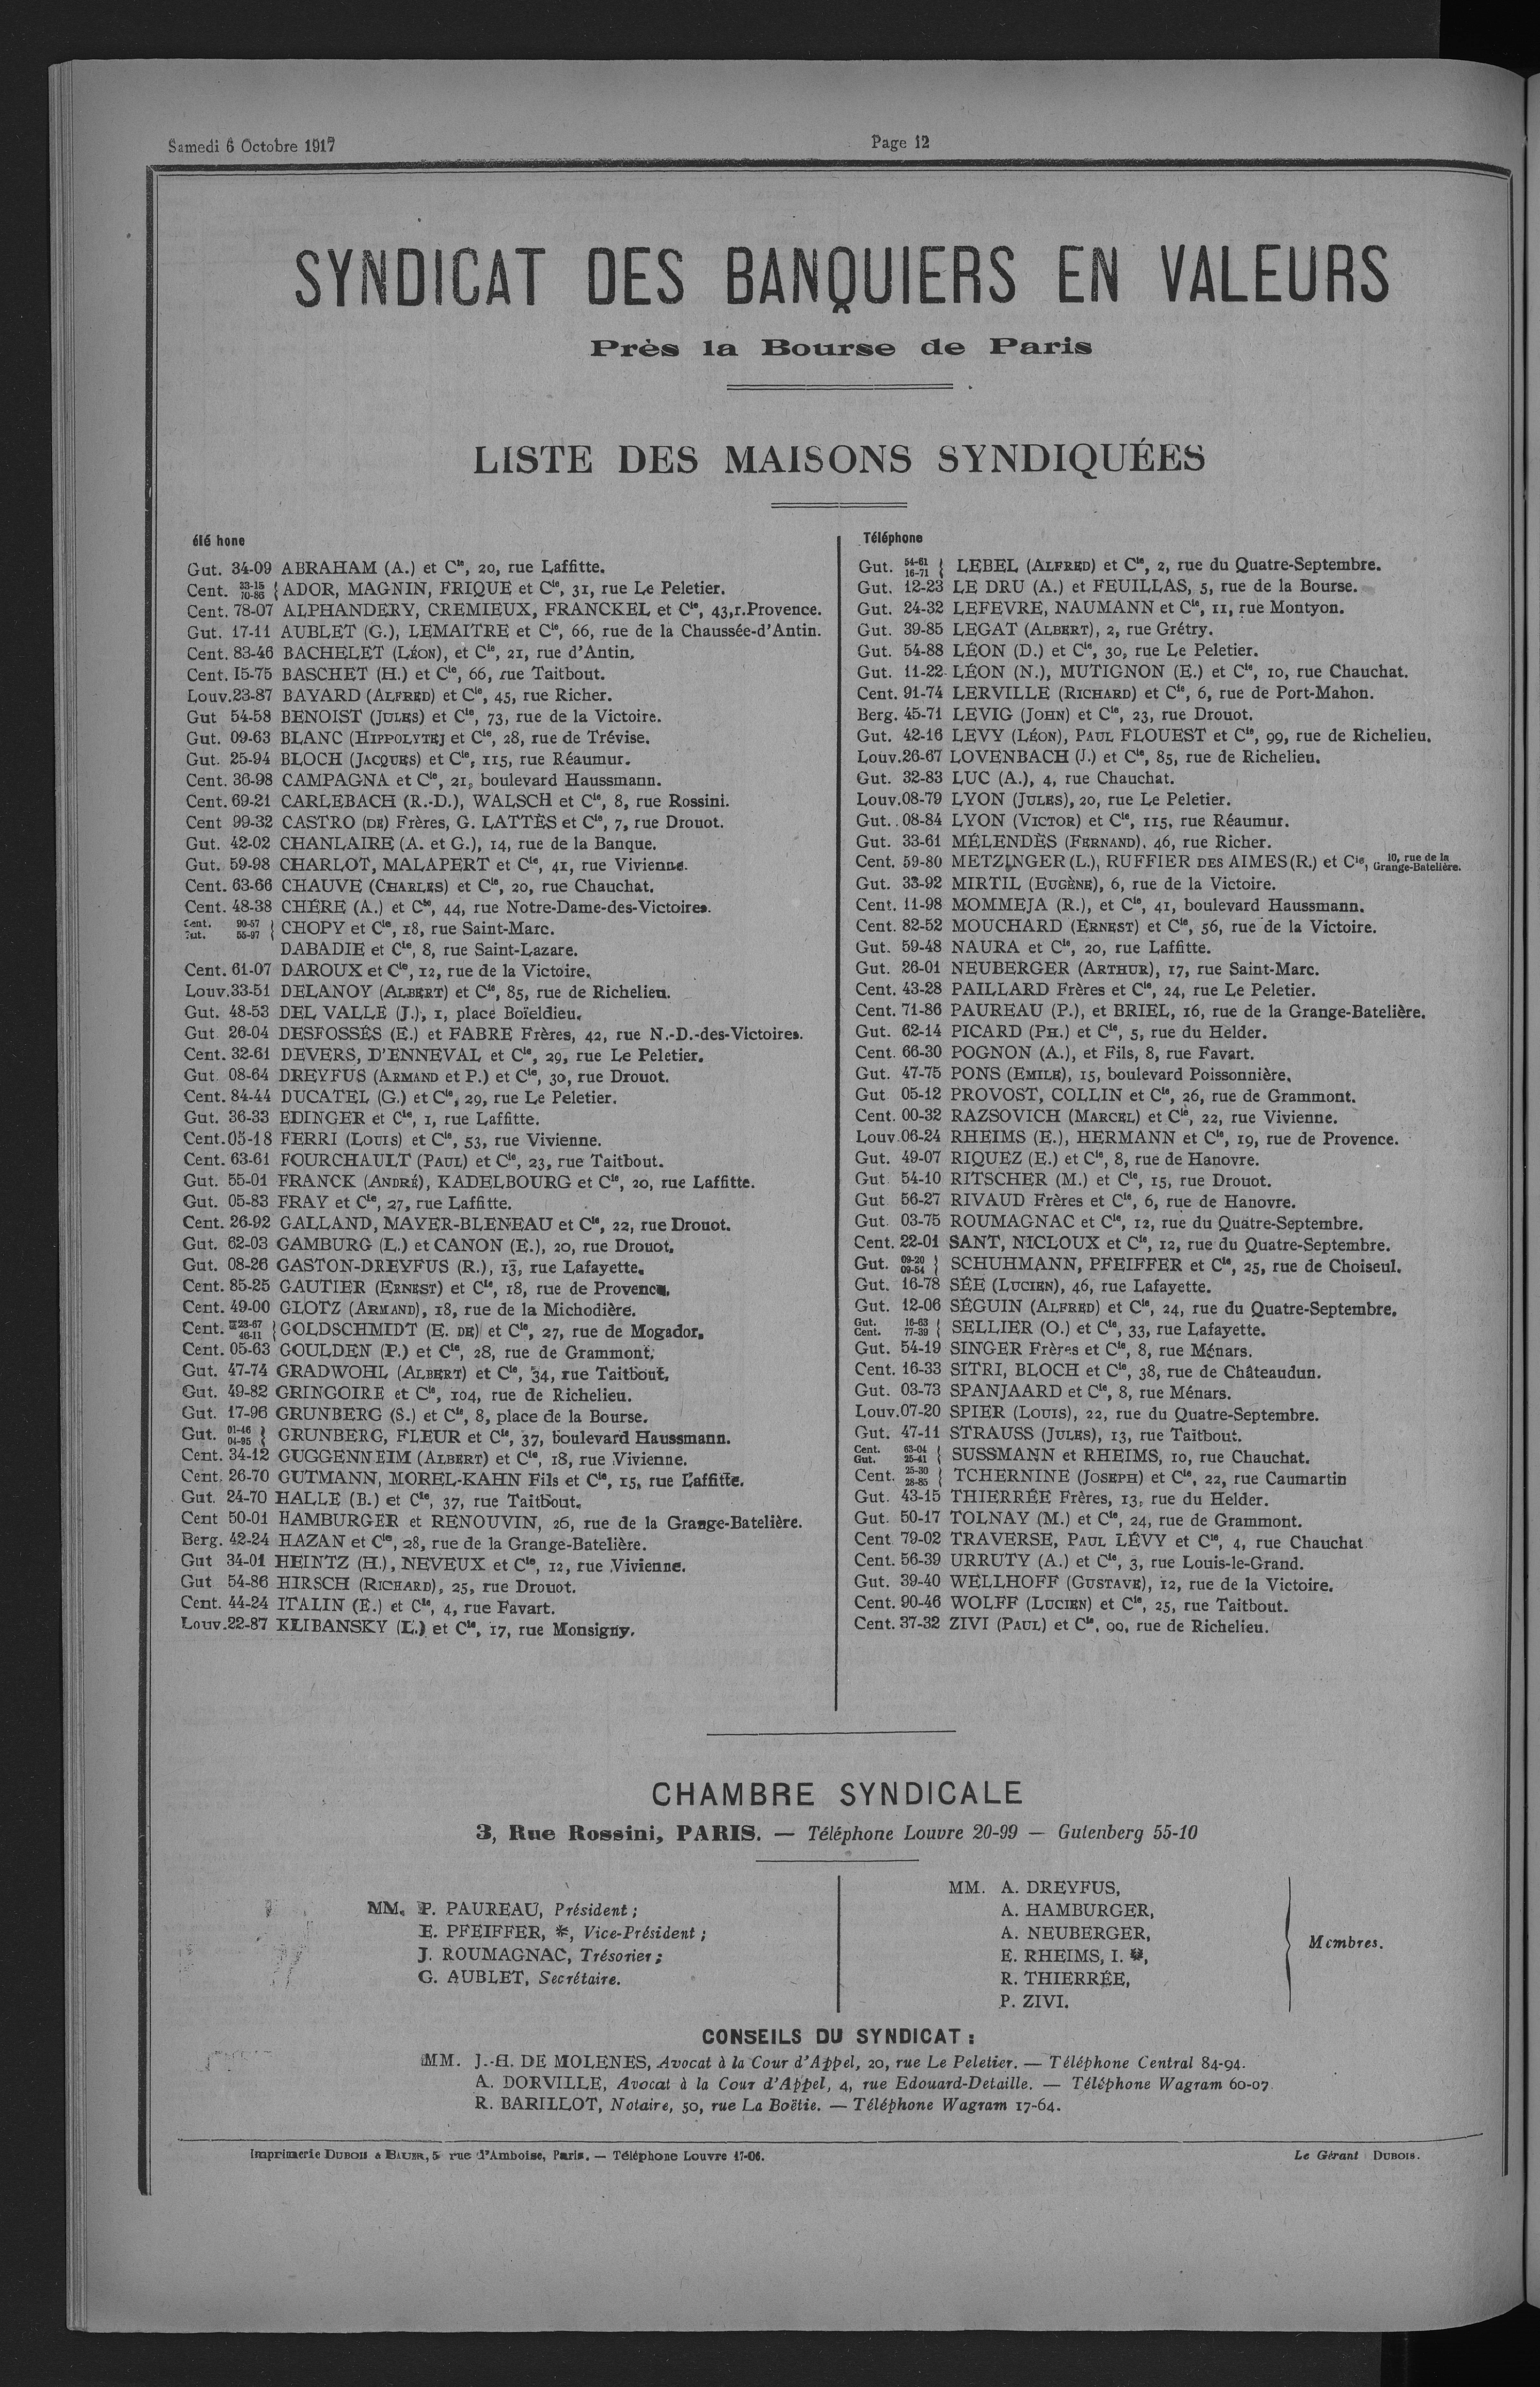 Samedi 6 Octobre 1917
Page 12
SYNDICAT DES BANQUIERS EN VALEURS
Près la Bourse de Paris
LISTE DES MAISONS SYNDIQUÉES
élé hone
Gut. 34-09 ABRAHAM (A.) et Cie, 20, rue Laffitte.
Cent. 33-15 70-86 { ADOR, MAGNIN, FRIQUE et Cie, 31, rue Le Peletier.
Cent. 78-07 ALPHANDERY, CREMIEUX, FRANCKEL et Cie, 43,r.Provence.
Gut. 17-11 AUBLET (G.), LEMAITRE et Cie, 66, rue de la Chaussée-d'Antin.
Cent. 83-46 BACHELET (LÉON), et Cie, 21, rue d'Antin.
Cent. 15-75 BASCHET (H.) et Cie, 66, rue Taitbout.
Louv.23-87 BAYARD (ALFRED) et Cie, 45, rue Richer.
Gut 54-58 BENOIST (JULES) et Cie, 73, rue de la Victoire.
Gut. 09-63 BLANC (HIPPOLYTE) et Cie, 28, rue de Trévise.
Gut. 25-94 BLOCH (JACQUES) et Cie, 115, rue Réaumur.
Cent. 36-98 CAMPAGNA et Cie, 21, boulevard Haussmann.
Cent. 69-21 CARLEBACH (R.-D.), WALSCH et Cie, 8, rue Rossini.
Cent 99-32 CASTRO (DE) Frères, G. LATTÈS et Cie, 7, rue Drouot.
Gut. 42-02 CHANLAIRE (A. et G.), 14, rue de la Banque.
Gut. 59-98 CHARLOT, MALAPERT et Cie, 41, rue Vivienne.
Cent. 63-66 CHAUVE (CHARLES) et Cie, 20, rue Chauchat.
Cent. 48-38 CHÉRE (A.) et Cie, 44, rue Notre-Dame-des-Victoires.
Cent. 90-57 Gut. 55-97 { CHOPY et Cie, 18, rue Saint-Marc.
DABADIE et Cie, 8, rue Saint-Lazare.
Cent. 61-07 DAROUX et Cie, 12, rue de la Victoire.
Louv.33-51 DELANOY (ALBERT) et Cie, 85, rue de Richelieu.
Gut. 48-53 DEL VALLE (J.), 1, place Boïeldieu.
Gut 26-04 DESFOSSÉS (E.) et FABRE Frères, 42, rue N.-D.-des-Victoires.
Cent. 32-61 DEVERS, D'ENNEVAL et Cie, 29, rue Le Peletier.
Gut 08-64 DREYFUS (ARMAND et P.) et Cie, 30, rue Drouot.
Cent. 84-44 DUCATEL (G.) et Cie, 29, rue Le Peletier.
Gut. 36-33 EDINGER et Cie, 1, rue Laffitte.
Cent.05-18 FERRI (LOUIS) et Cie, 53, rue Vivienne.
Cent. 63-61 FOURCHAULT (PAUL) et Cie, 23, rue Taitbout.
Gut. 55-01 FRANCK (ANDRÉ), KADELBOURG et Cie, 20, rue Laffitte.
Gut. 05-83 FRAY et Cie, 27, rue Laffitte.
Cent. 26-92 GALLAND, MAYER-BLENEAU et Cie, 22, rue Drouot.
Gut. 62-03 GAMBURG (L.) et CANON (E.), 20, rue Drouot.
Gut. 08-26 GASTON-DREYFUS (R.), 13, rue Lafayette.
Cent. 85-25 GAUTIER (ERNEST) et Cie, 18, rue de Provence.
Cent. 49-00 GLOTZ (ARMAND), 18, rue de la Michodière.
Cent. 23-67 46-11 { GOLDSCHMIDT (E. DE) et Cie, 27, rue de Mogador.
Cent. 05-63 GOULDEN (P.) et Cie, 28, rue de Grammont.
Gut. 47-74 GRADWOHL (ALBERT) et Cie, 34, rue Taitbout.
Gut. 49-82 GRINGOIRE et Cie, 104, rue de Richelieu.
Gut. 17-96 GRUNBERG (S.) et Cie, 8, place de la Bourse.
Gut. 01-46 04-95 } GRUNBERG, FLEUR et Cie, 37, boulevard Haussmann.
Cent. 34-12 GUGGENNEIM (ALBERT) et Cie, 18, rue Vivienne.
Cent. 26-70 GUTMANN, MOREL-KAHN Fils et Cie, 15, rue Laffitte.
Gut. 24-70 HALLE (B.) et Cie, 37, rue Taitbout.
Cent 50-01 HAMBURGER et RENOUVIN, 26, rue de la Grange-Batelière.
Berg. 42-24 HAZAN et Cie, 28, rue de la Grange-Batelière.
Gut 34-01 HEINTZ (H.), NEVEUX et Cie, 12, rue Vivienne.
Gut 54-86 HIRSCH (RICHARD), 25, rue Drouot.
Cent. 44-24 ITALIN (E.) et Cie, 4, rue Favart.
Louv.22-87 KLIBANSKY (L.) et Cie, 17, rue Monsigny.
Téléphone
Gut. 54-61 16-71 { LEBEL (ALFRED) et Cie, 2, rue du Quatre-Septembre.
Gut. 12-23 LE DRU (A.) et FEUILLAS, 5, rue de la Bourse.
Gut. 24-32 LEFEVRE, NAUMANN et Cie, 11, rue Montyon.
Gut. 39-85 LEGAT (ALBERT), 2, rue Grétry.
Gut. 54-88 LÉON (D.) et Cie, 30, rue Le Peletier.
Gut. 11-22 LÉON (N.), MUTIGNON (E.) et Cie, 10, rue Chauchat.
Cent. 91-74 LERVILLE (RICHARD) et Cie, 6, rue de Port-Mahon.
Berg. 45-71 LEVIG (JOHN) et Cie, 23, rue Drouot.
Gut. 42-16 LEVY (LÉON), PAUL FLOUEST et Cie, 99, rue de Richelieu.
Louv.26-67 LOVENBACH (J.) et Cie, 85, rue de Richelieu.
Gut. 32-83 LUC (A.), 4, rue Chauchat.
Louv.08-79 LYON (JULES), 20, rue Le Peletier.
Gut. 08-84 LYON (VICTOR) et Cie, 115, rue Réaumur.
Gut. 33-61 MÉLENDÈS (FERNAND), 46, rue Richer.
Cent. 59-80 METZINGER (L.), RUFFIER DES AIMES (R.) et Cie, 10, rue de la Grange-Batelière.
Gut. 33-92 MIRTIL (EUGÈNE), 6, rue de la Victoire.
Cent. 11-98 MOMMEJA (R.), et Cie, 41, boulevard Haussmann.
Cent. 82-52 MOUCHARD (ERNEST) et Cie, 56, rue de la Victoire.
Gut. 59-48 NAURA et Cie, 20, rue Laffitte.
Gut. 26-01 NEUBERGER (ARTHUR), 17, rue Saint-Marc.
Cent. 43-28 PAILLARD Frères et Cie, 24, rue Le Peletier.
Cent. 71-86 PAUREAU (P.), et BRIEL, 16, rue de la Grange-Batelière.
Gut. 62-14 PICARD (PH.) et Cie, 5, rue du Helder.
Cent. 66-30 POGNON (A.), et Fils, 8, rue Favart.
Gut. 47-75 PONS (EMILE), 15, boulevard Poissonnière.
Gut 05-12 PROVOST, COLLIN et Cie, 26, rue de Grammont.
Cent. 00-32 RAZSOVICH (MARCEL) et Cie, 22, rue Vivienne.
Louv.06-24 RHEIMS (E.), HERMANN et Cie, 19, rue de Provence.
Gut. 49-07 RIQUEZ (E.) et Cie, 8, rue de Hanovre.
Gut 54-10 RITSCHER (M.) et Cie, 15, rue Drouot.
Gut 56-27 RIVAUD Frères et Cie, 6, rue de Hanovre.
Gut. 03-75 ROUMAGNAC et Cie, 12, rue du Quatre-Septembre.
Cent. 22-01 SANT, NICLOUX et Cie, 12, rue du Quatre-Septembre.
Gut. 09-20 09-54 } SCHUHMANN, PFEIFFER et Cie, 25, rue de Choiseul.
Gut. 16-78 SÉE (LUCIEN), 46, rue Lafayette.
Gut. 12-06 SÉGUIN (ALFRED) et Cie, 24, rue du Quatre-Septembre.
Gut. 16-63 Cent. 77-39 { SELLIER (O.) et Cie, 33, rue Lafayette.
Gut. 54-19 SINGER Frères et Cie, 8, rue Ménars.
Cent. 16-33 SITRI, BLOCH et Cie, 38, rue de Châteaudun.
Gut. 03-73 SPANJAARD et Cie, 8, rue Ménars.
Louv.07-20 SPIER (LOUIS), 22, rue du Quatre-Septembre.
Gut. 47-11 STRAUSS (JULES), 13, rue Taitbout.
Cent. 63-04 Gut. 25-41 { SUSSMANN et RHEIMS, 10, rue Chauchat.
Cent. 25-30 28-85 { TCHERNINE (JOSEPH) et Cie, 22, rue Caumartin
Gut. 43-15 THIERRÉE Frères, 13, rue du Helder.
Gut. 50-17 TOLNAY (M.) et Cie, 24, rue de Grammont.
Cent 79-02 TRAVERSE, PAUL LÉVY et Cie, 4, rue Chauchat
Cent. 56-39 URRUTY (A.) et Cie, 3, rue Louis-le-Grand.
Gut. 39-40 WELLHOFF (GUSTAVE), 12, rue de la Victoire.
Cent. 90-46 WOLFF (LUCIEN) et Cie, 25, rue Taitbout.
Cent. 37-32 ZIVI (PAUL) et Cie, 99, rue de Richelieu.
CHAMBRE SYNDICALE
3, Rue Rossini, PARIS. — Téléphone Louvre 20-99 — Gutenberg 55-10
MM. P. PAUREAU, Président ;
E. PFEIFFER, *, Vice-Président ;
J. ROUMAGNAC, Trésorier ;
G. AUBLET, Secrétaire.
MM. A. DREYFUS,
A. HAMBURGER,
A. NEUBERGER,
E. RHEIMS, I. ✿,
R. THIERRÉE,
P. ZIVI.
Membres.
CONSEILS DU SYNDICAT :
MM. J.-H. DE MOLENES, Avocat à la Cour d'Appel, 20, rue Le Peletier. — Téléphone Central 84-94.
A. DORVILLE, Avocat à la Cour d'Appel, 4, rue Edouard-Detaille. — Téléphone Wagram 60-07
R. BARILLOT, Notaire, 50, rue La Boëtie. — Téléphone Wagram 17-64.
Imprimerie DUBOIS & BAUER, 5 rue d'Amboise, Paris. — Téléphone Louvre 17-06.
Le Gérant DUBOIS.